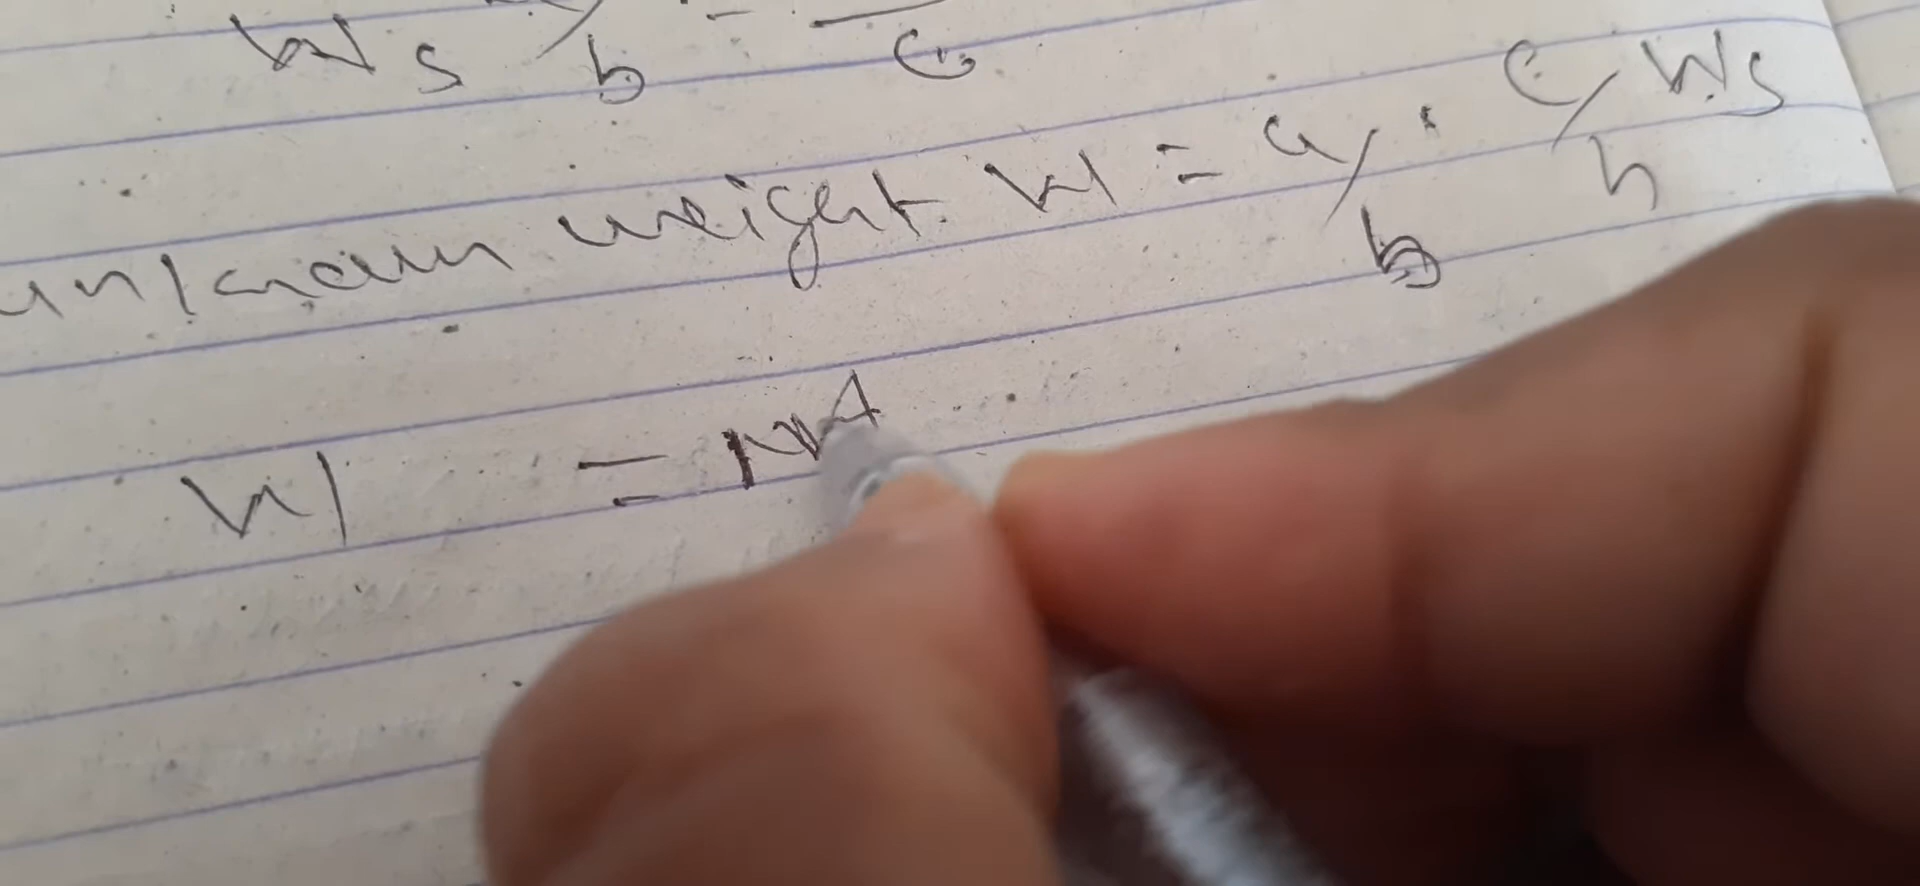 Ws / b = / c
unknown weight W = a/b . c/h Ws
W = NA